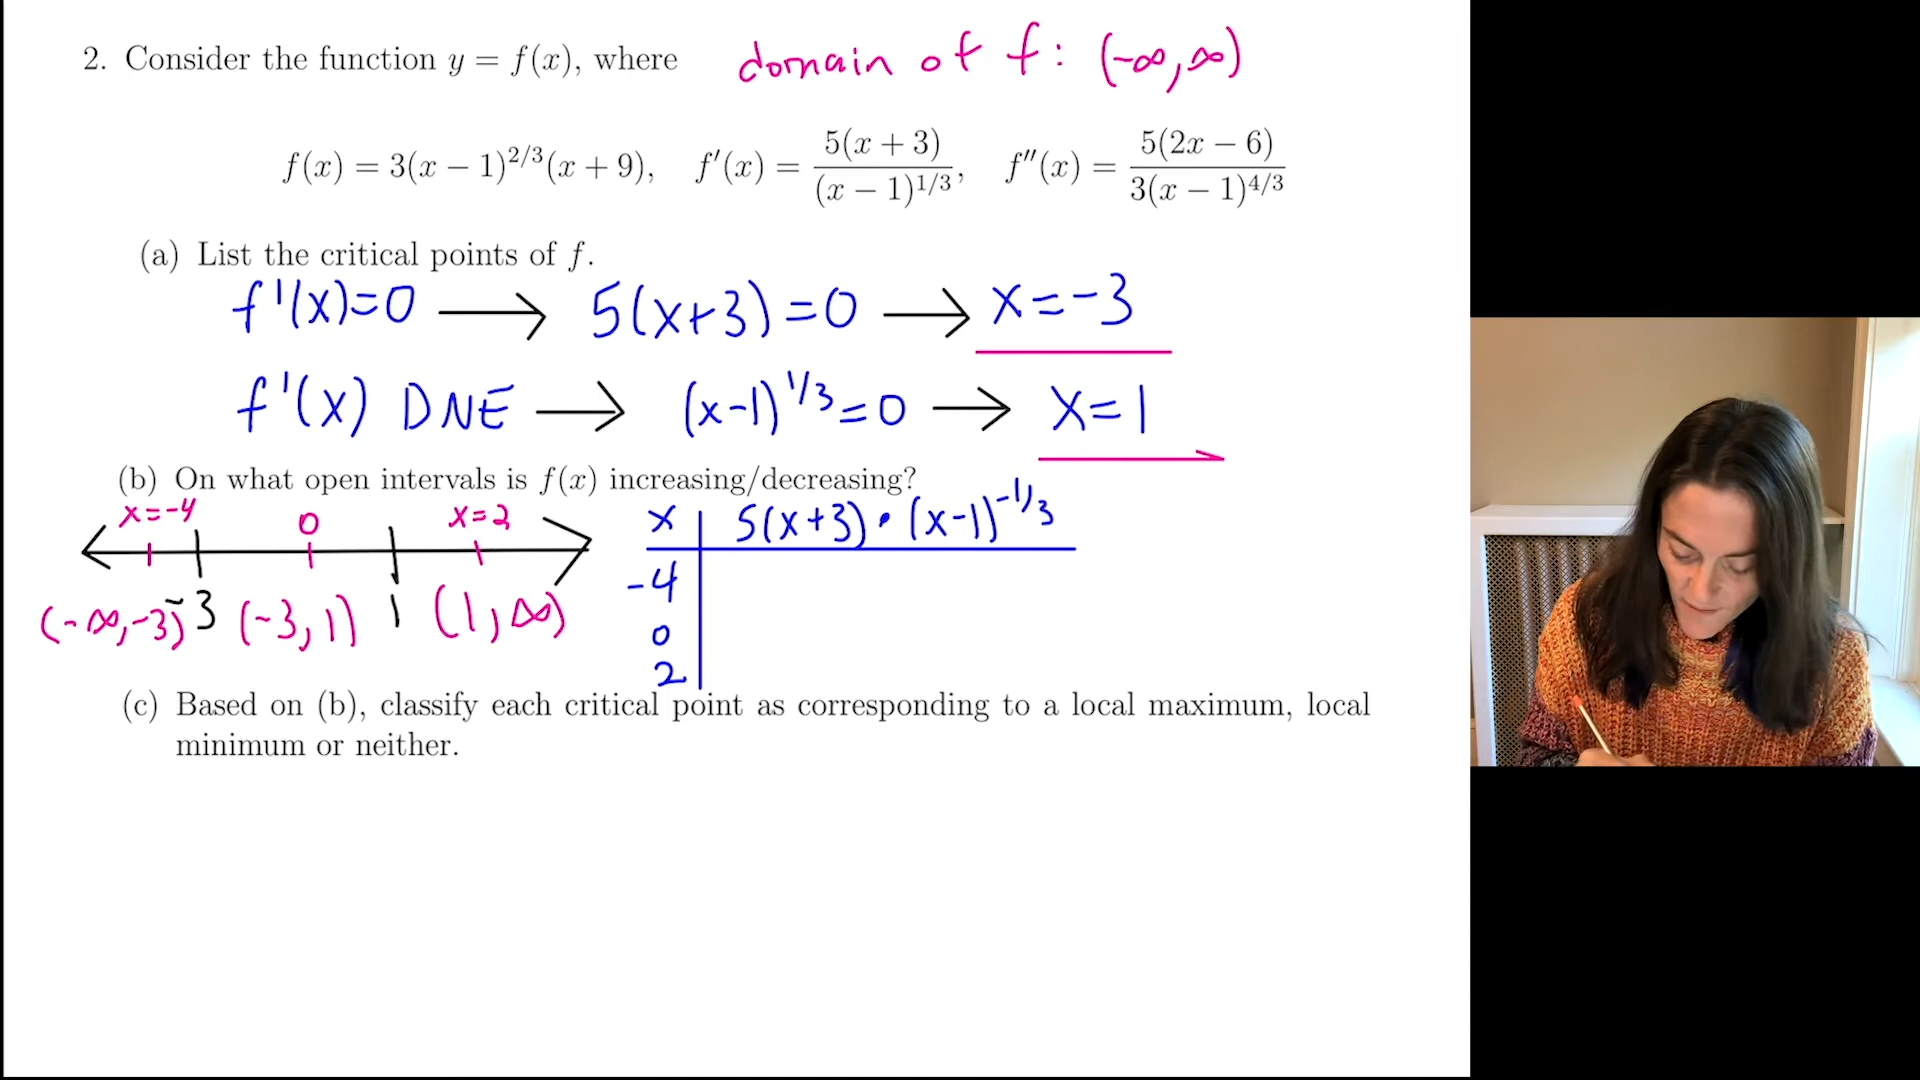 2. Consider the function y = f(x), where domain of f: (-∞,∞)
f(x) = 3(x − 1)^{2/3}(x + 9), f′(x) = 5(x + 3)/(x − 1)^{1/3}, f″(x) = 5(2x − 6)/3(x − 1)^{4/3}
(a) List the critical points of f.
f'(x)=0 → 5(x+3)=0 → x=-3
f'(x) DNE → (x-1)^{1/3}=0 → x=1
(b) On what open intervals is f(x) increasing/decreasing?
x=-4 0 x=2
(-∞,-3) -3 (-3,1) 1 (1,∞)
x 5(x+3)·(x-1)^{-1/3}
-4
0
2
(c) Based on (b), classify each critical point as corresponding to a local maximum, local
minimum or neither.